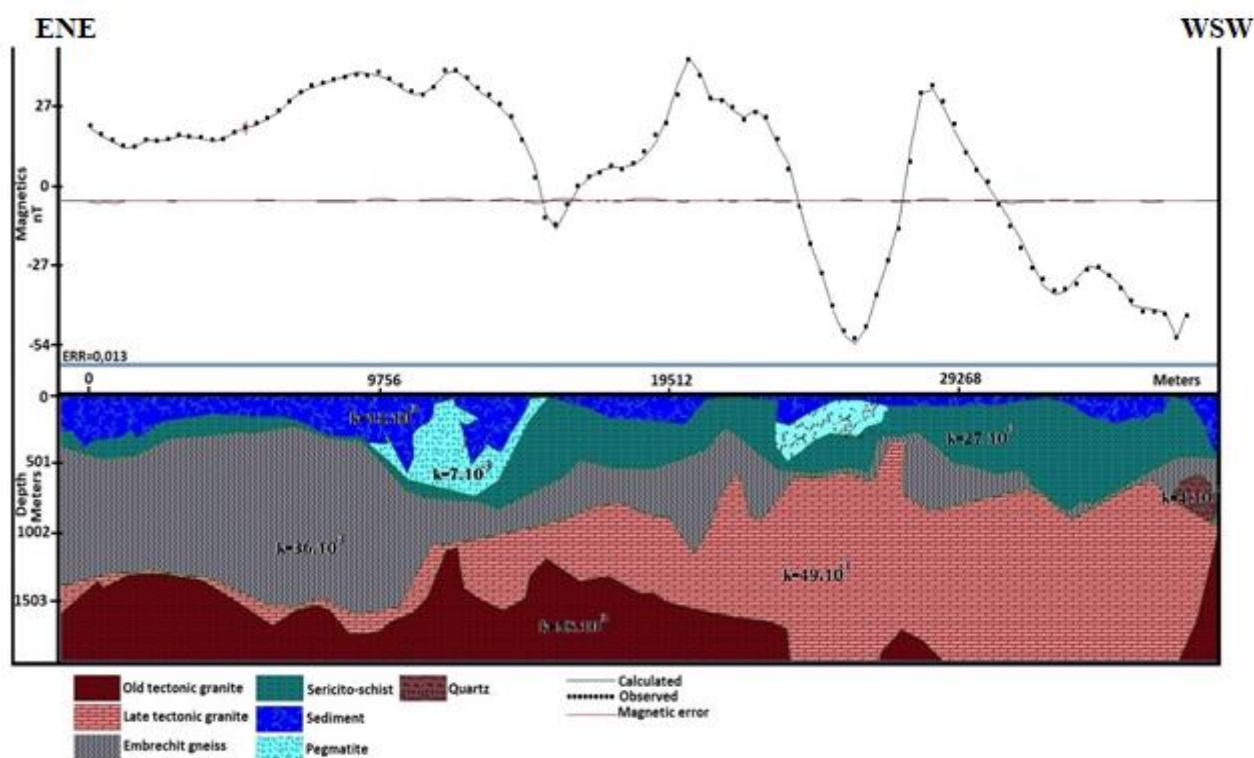 ENE
WSW
27
0
-27
-54
Magnetics
nT
ERR=0,013
0
9756
19512
29268
Meters
0
501
1002
1503
Depth
Meters
k=7.10⁻³
k=27.10
k=36.10⁻³
k=49.10
Old tectonic granite
Late tectonic granite
Embrechit gneiss
Sericito-schist
Sediment
Pegmatite
Quartz
Calculated
Observed
Magnetic error